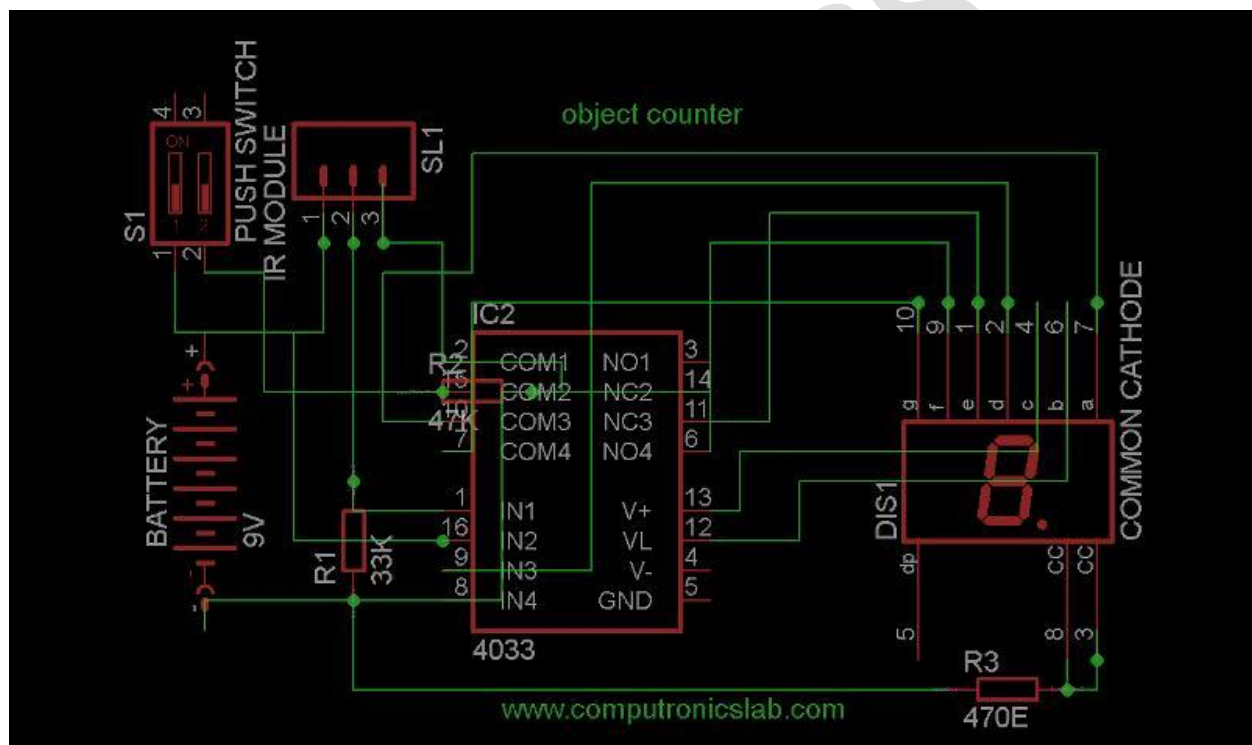 object counter
4
3
ON
1 2
S1
PUSH SWITCH
1
2
IR MODULE
SL1
1
2
3
+
+
-
BATTERY
9V
R1
33K
R2
47K
IC2
2 COM1 NO1 3
15 COM2 NC2 14
10 COM3 NC3 11
7 COM4 NO4 6
1 IN1 V+ 13
16 IN2 VL 12
9 IN3 V- 4
8 IN4 GND 5
4033
10 9 1 2 4 6 7
g f e d c b a
DIS1
COMMON CATHODE
dp CC CC
5 8 3
R3
470E
www.computronicslab.com